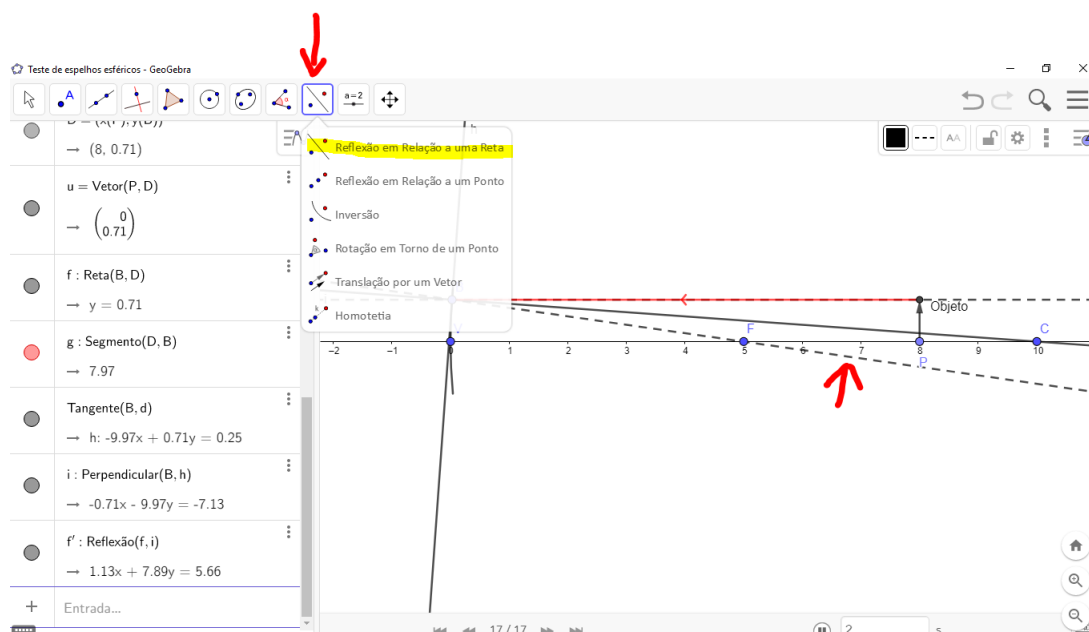 Teste de espelhos esféricos - GeoGebra
A
a=2
AA
D = (x(P), y(B))
→ (8, 0.71)
u = Vetor(P, D)
→ (0
0.71)
f : Reta(B, D)
→ y = 0.71
g : Segmento(D, B)
→ 7.97
Tangente(B, d)
→ h: -9.97x + 0.71y = 0.25
i : Perpendicular(B, h)
→ -0.71x - 9.97y = -7.13
f' : Reflexão(f, i)
→ 1.13x + 7.89y = 5.66
Entrada...
Reflexão em Relação a uma Reta
Reflexão em Relação a um Ponto
Inversão
Rotação em Torno de um Ponto
Translação por um Vetor
Homotetia
h
Objeto
V
F
C
-2 -1 0 1 2 3 4 5 6 7 8 9 10
P
17 / 17
2 s